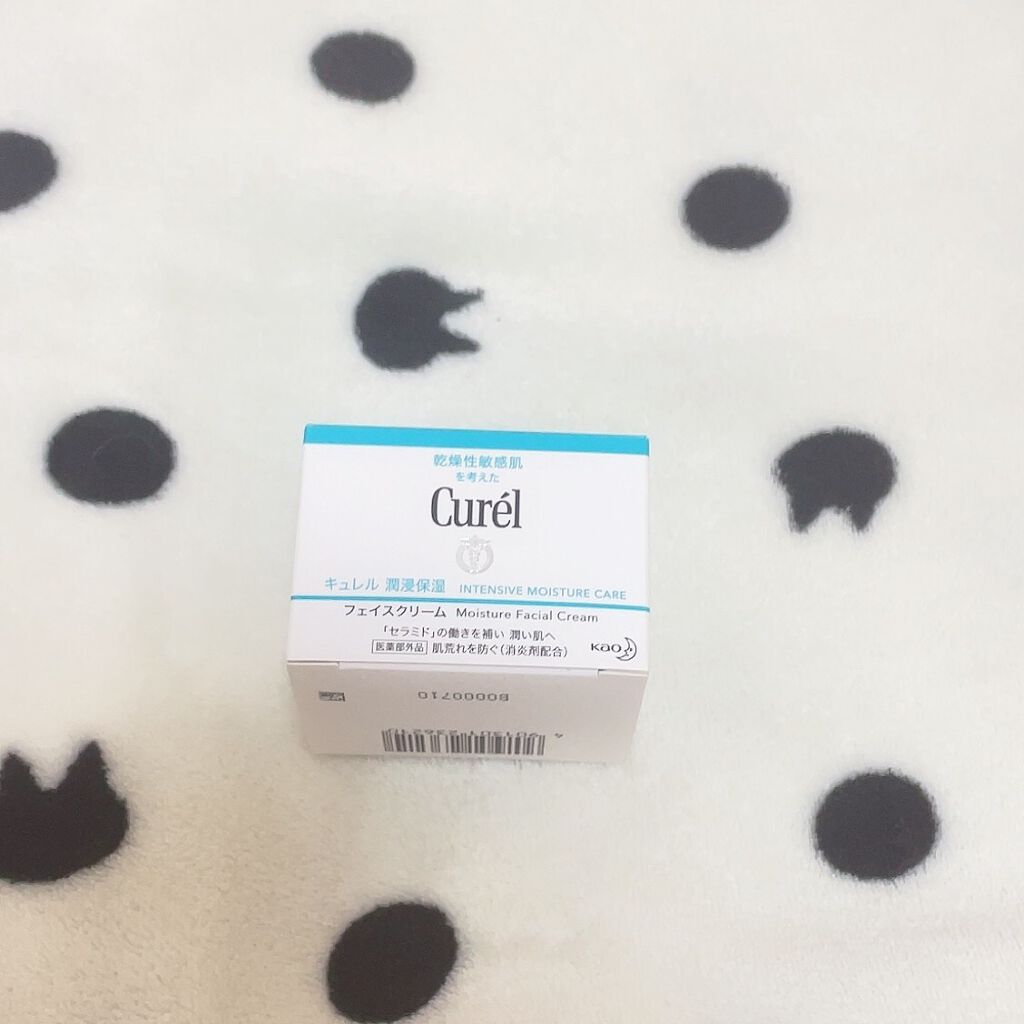 乾燥性敏感肌
を考えた
Curél
キュレル 潤浸保湿 INTENSIVE MOISTURE CARE
フェイスクリーム Moisture Facial Cream
「セラミド」の働きを補い 潤い肌へ
医薬部外品 肌荒れを防ぐ(消炎剤配合)
Kao
B0000710